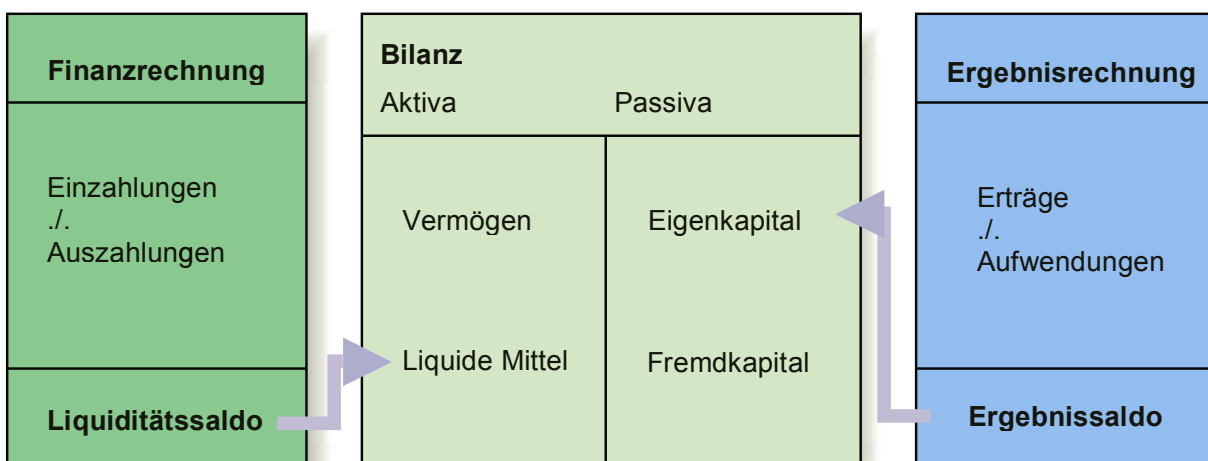 Finanzrechnung
Einzahlungen
./.
Auszahlungen
Liquiditätssaldo
Bilanz
Aktiva Passiva
Vermögen Eigenkapital
Liquide Mittel Fremdkapital
Ergebnisrechnung
Erträge
./.
Aufwendungen
Ergebnissaldo